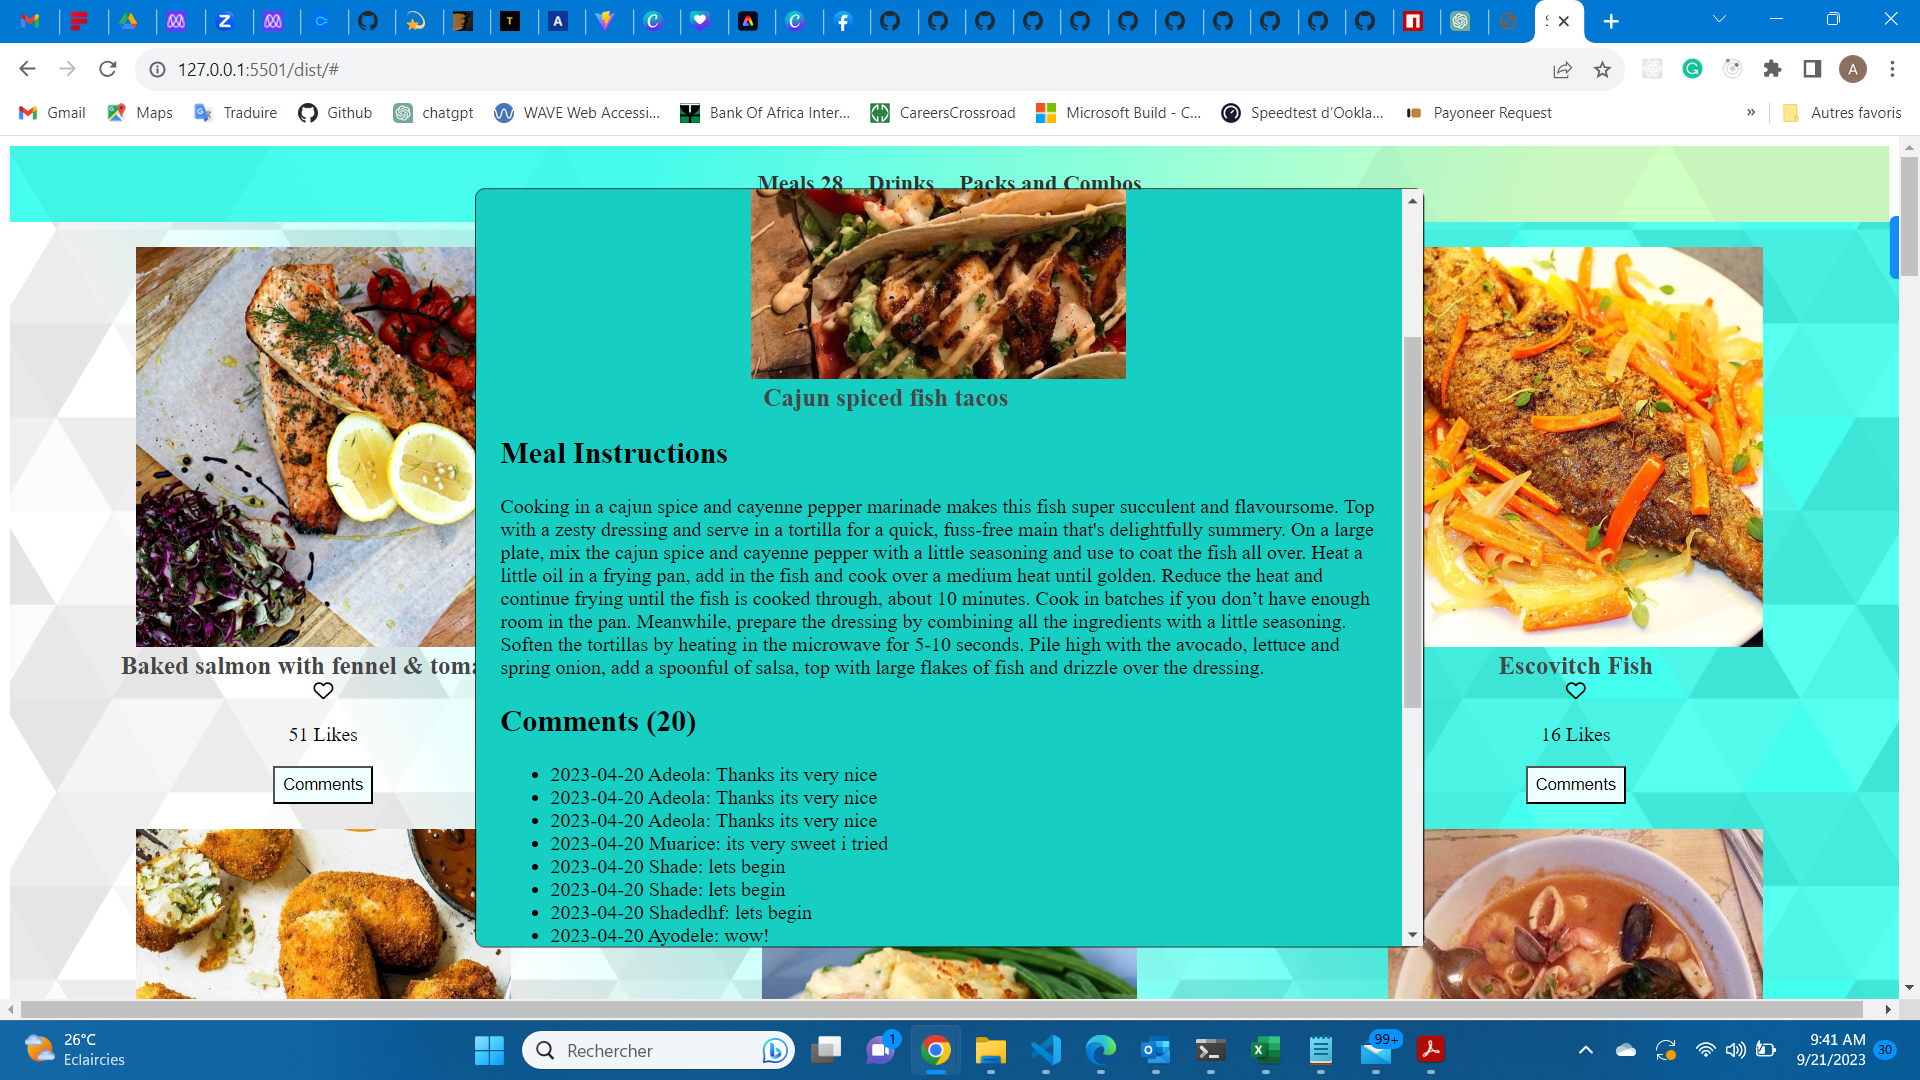 127.0.0.1:5501/dist/#
A
Gmail
Maps
Traduire
Github
chatgpt
WAVE Web Accessi...
Bank Of Africa Inter...
CareersCrossroad
Microsoft Build - C...
Speedtest d'Ookla...
Payoneer Request
»
Autres favoris
Meals 28 Drinks Packs and Combos
Cajun spiced fish tacos
Meal Instructions
Cooking in a cajun spice and cayenne pepper marinade makes this fish super succulent and flavoursome. Top
with a zesty dressing and serve in a tortilla for a quick, fuss-free main that's delightfully summery. On a large
plate, mix the cajun spice and cayenne pepper with a little seasoning and use to coat the fish all over. Heat a
little oil in a frying pan, add in the fish and cook over a medium heat until golden. Reduce the heat and
continue frying until the fish is cooked through, about 10 minutes. Cook in batches if you don’t have enough
room in the pan. Meanwhile, prepare the dressing by combining all the ingredients with a little seasoning.
Soften the tortillas by heating in the microwave for 5-10 seconds. Pile high with the avocado, lettuce and
spring onion, add a spoonful of salsa, top with large flakes of fish and drizzle over the dressing.
Comments (20)
• 2023-04-20 Adeola: Thanks its very nice
• 2023-04-20 Adeola: Thanks its very nice
• 2023-04-20 Adeola: Thanks its very nice
• 2023-04-20 Muarice: its very sweet i tried
• 2023-04-20 Shade: lets begin
• 2023-04-20 Shade: lets begin
• 2023-04-20 Shadedhf: lets begin
• 2023-04-20 Ayodele: wow!
Baked salmon with fennel & toma
51 Likes
Comments
Escovitch Fish
16 Likes
Comments
26°C
Eclaircies
Rechercher
1
99+
9:41 AM
9/21/2023
30